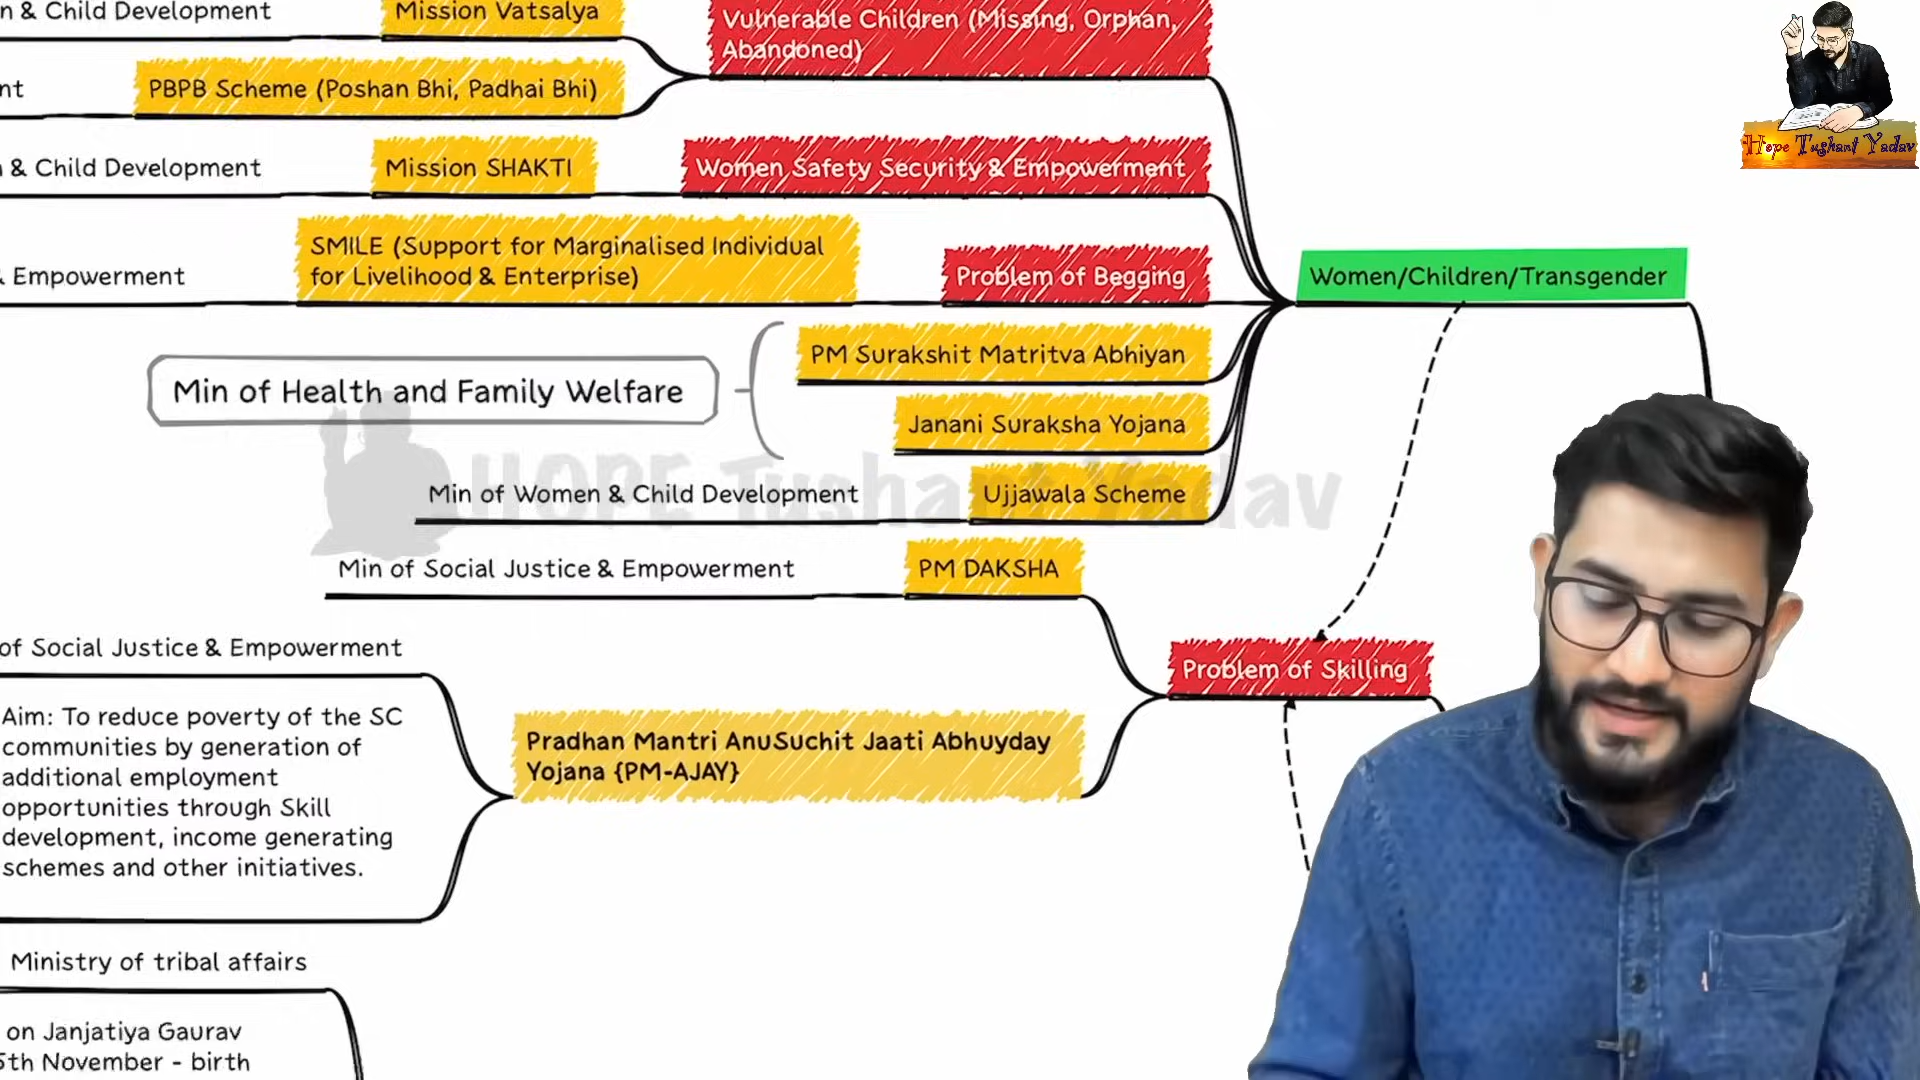 n & Child Development
Mission Vatsalya
Vulnerable Children (Missing, Orphan,
Abandoned)
nt
PBPB Scheme (Poshan Bhi, Padhai Bhi)
& Child Development
Mission SHAKTI
Women Safety Security & Empowerment
SMILE (Support for Marginalised Individual
for Livelihood & Enterprise)
& Empowerment
Problem of Begging
Women/Children/Transgender
PM Surakshit Matritva Abhiyan
Min of Health and Family Welfare
Janani Suraksha Yojana
Min of Women & Child Development
Ujjawala Scheme
HOPE Tushant Yadav
Min of Social Justice & Empowerment
PM DAKSHA
of Social Justice & Empowerment
Problem of Skilling
Aim: To reduce poverty of the SC
communities by generation of
additional employment
opportunities through Skill
development, income generating
schemes and other initiatives.
Pradhan Mantri AnuSuchit Jaati Abhuyday
Yojana {PM-AJAY}
Ministry of tribal affairs
on Janjatiya Gaurav
5th November - birth
Hope Tushant Yadav